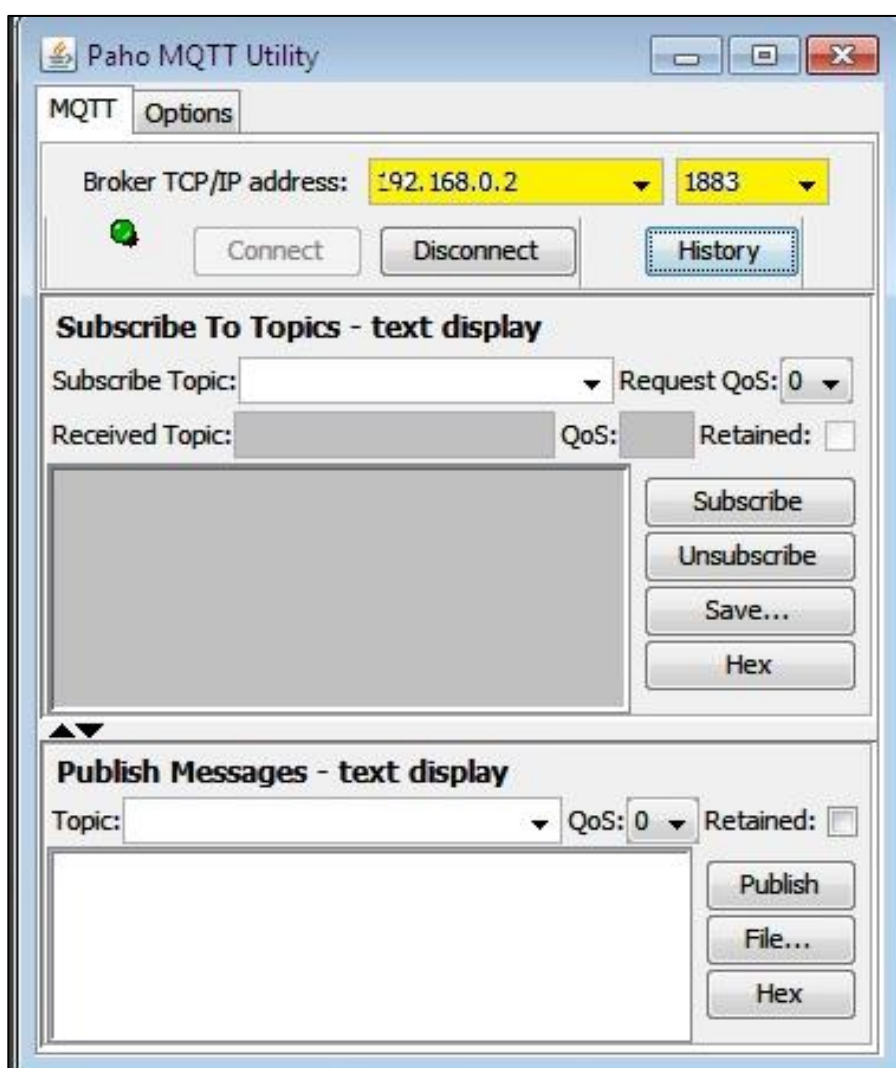 Paho MQTT Utility
MQTT Options
Broker TCP/IP address: 192.168.0.2 1883
Connect Disconnect History
Subscribe To Topics - text display
Subscribe Topic: Request QoS: 0
Received Topic: QoS: Retained:
Subscribe
Unsubscribe
Save...
Hex
Publish Messages - text display
Topic: QoS: 0 Retained:
Publish
File...
Hex